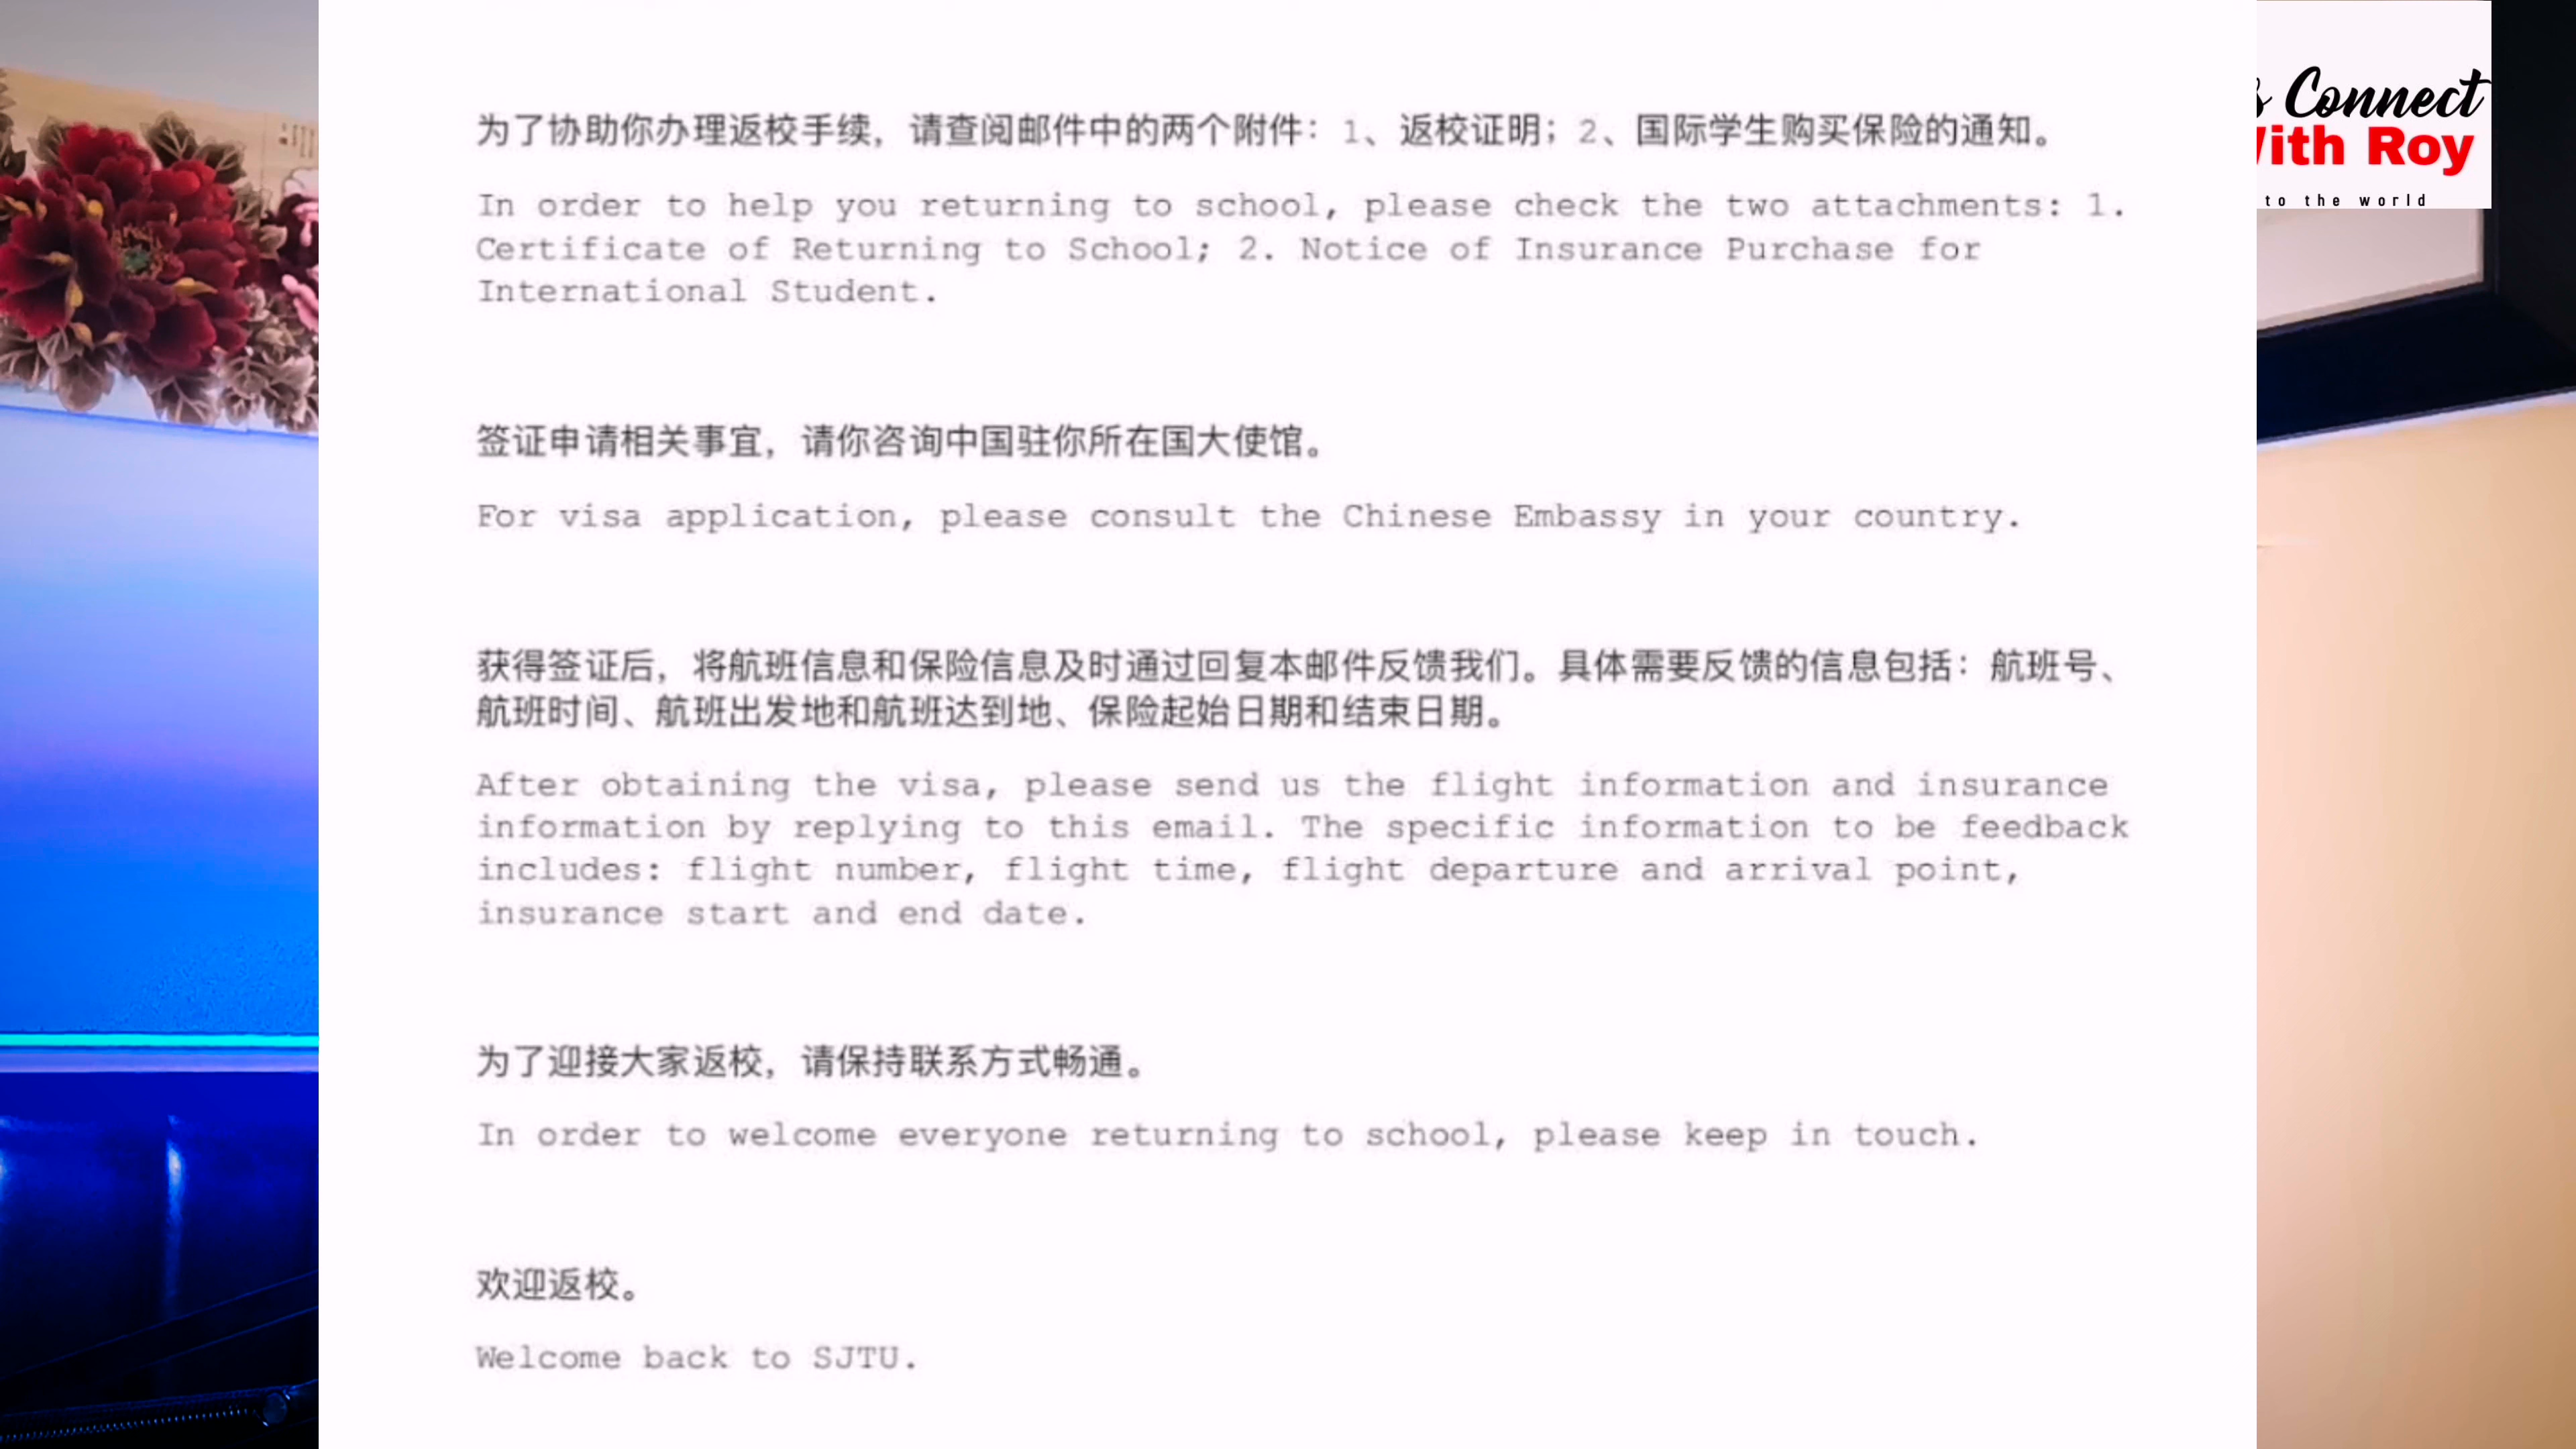 为了协助你办理返校手续，请查阅邮件中的两个附件：1、返校证明；2、国际学生购买保险的通知。
In order to help you returning to school, please check the two attachments: 1.
Certificate of Returning to School; 2. Notice of Insurance Purchase for
International Student.
签证申请相关事宜，请你咨询中国驻你所在国大使馆。
For visa application, please consult the Chinese Embassy in your country.
获得签证后，将航班信息和保险信息及时通过回复本邮件反馈我们。具体需要反馈的信息包括：航班号、
航班时间、航班出发地和航班达到地、保险起始日期和结束日期。
After obtaining the visa, please send us the flight information and insurance
information by replying to this email. The specific information to be feedback
includes: flight number, flight time, flight departure and arrival point,
insurance start and end date.
为了迎接大家返校，请保持联系方式畅通。
In order to welcome everyone returning to school, please keep in touch.
欢迎返校。
Welcome back to SJTU.
Connect
With Roy
to the world